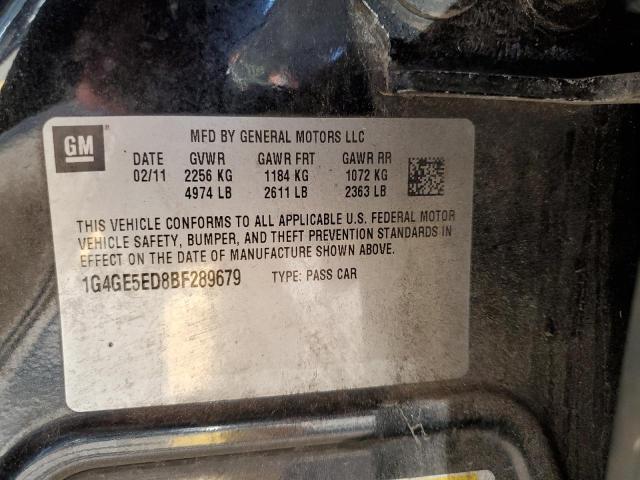 GM
MFD BY GENERAL MOTORS LLC
DATE GVWR GAWR FRT GAWR RR
02/11 2256 KG 1184 KG 1072 KG
4974 LB 2611 LB 2363 LB
THIS VEHICLE CONFORMS TO ALL APPLICABLE U.S. FEDERAL MOTOR
VEHICLE SAFETY, BUMPER, AND THEFT PREVENTION STANDARDS IN
EFFECT ON THE DATE OF MANUFACTURE SHOWN ABOVE.
1G4GE5ED8BF289679 TYPE: PASS CAR